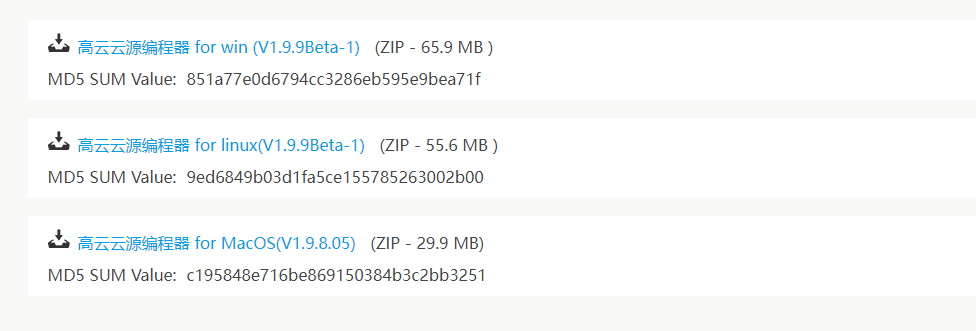 高云云源编程器 for win (V1.9.9Beta-1) (ZIP - 65.9 MB )
MD5 SUM Value: 851a77e0d6794cc3286eb595e9bea71f
高云云源编程器 for linux(V1.9.9Beta-1) (ZIP - 55.6 MB )
MD5 SUM Value: 9ed6849b03d1fa5ce155785263002b00
高云云源编程器 for MacOS(V1.9.8.05) (ZIP - 29.9 MB)
MD5 SUM Value: c195848e716be869150384b3c2bb3251